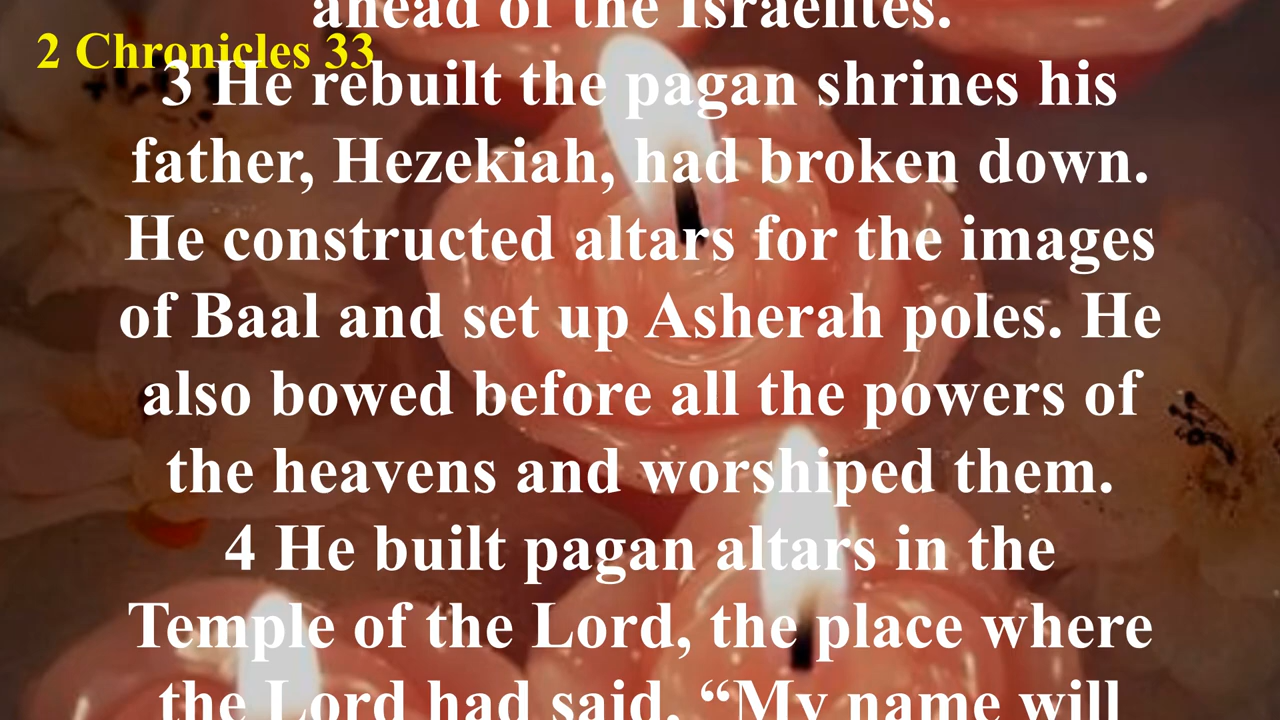 ahead of the Israelites.
2 Chronicles 33
3 He rebuilt the pagan shrines his
father, Hezekiah, had broken down.
He constructed altars for the images
of Baal and set up Asherah poles. He
also bowed before all the powers of
the heavens and worshiped them.
4 He built pagan altars in the
Temple of the Lord, the place where
the Lord had said, “My name will